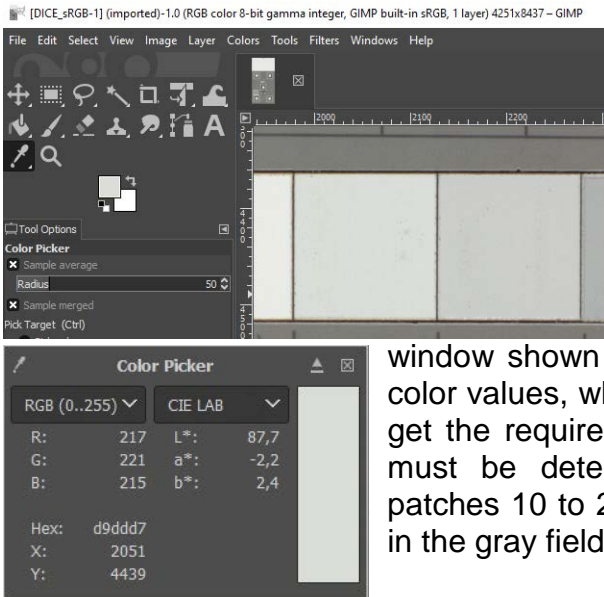 [DICE_sRGB-1] (imported)-1.0 (RGB color 8-bit gamma integer, GIMP built-in sRGB, 1 layer) 4251x8437 – GIMP
File Edit Select View Image Layer Colors Tools Filters Windows Help
2000 2100 2200
Tool Options
Color Picker
Sample average
Radius 50
Sample merged
Pick Target (Ctrl)
Color Picker
RGB (0..255) CIE LAB
R: 217 L*: 87,7
G: 221 a*: -2,2
B: 215 b*: 2,4
Hex: d9ddd7
X: 2051
Y: 4439
window shown
color values, w
get the require
must be dete
patches 10 to 2
in the gray field